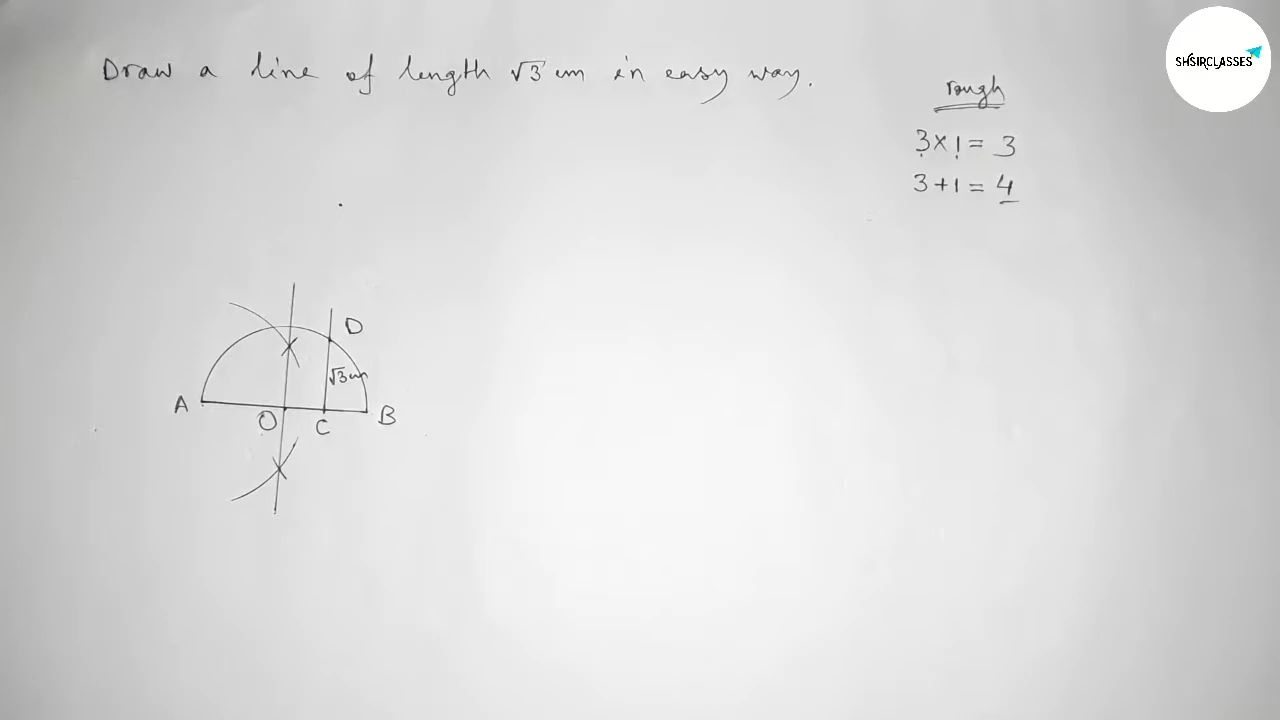 Draw a line of length √3 cm in easy way.
SHSIRCLASSES
rough
3 × 1 = 3
3 + 1 = 4
D
√3 cm
A
O
C
B